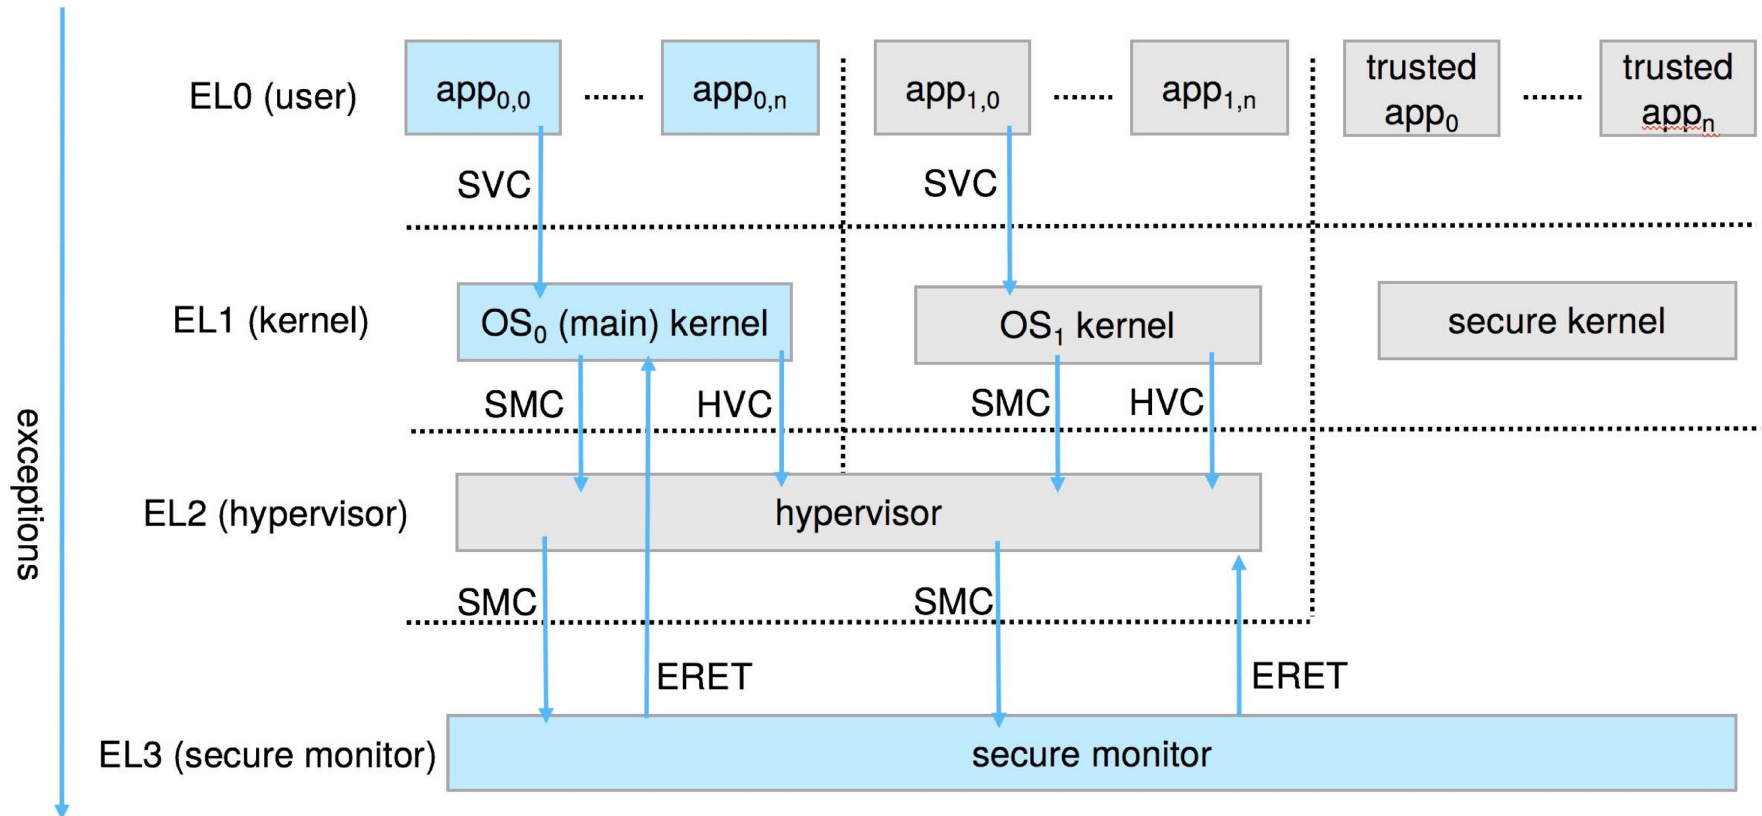 EL0 (user)
app0,0 ........ app0,n
app1,0 ........ app1,n
trusted
app0
........
trusted
appn
SVC
SVC
EL1 (kernel)
OS0 (main) kernel
OS1 kernel
secure kernel
SMC
HVC
SMC
HVC
exceptions
EL2 (hypervisor)
hypervisor
SMC
SMC
ERET
ERET
EL3 (secure monitor)
secure monitor